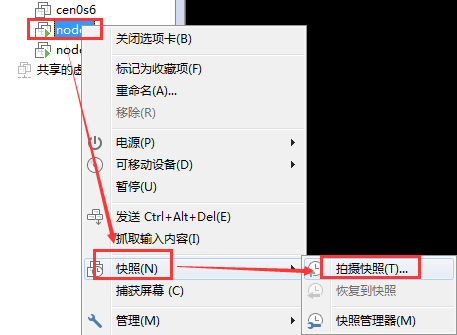 cen0s6
node
关闭选项卡(B)
node
标记为收藏项(F)
共享的虚
重命名(A)...
移除(R)
电源(P)
可移动设备(D)
暂停(U)
发送 Ctrl+Alt+Del(E)
抓取输入内容(I)
快照(N)
拍摄快照(T)...
捕获屏幕 (C)
恢复到快照
管理(M)
快照管理器(M)